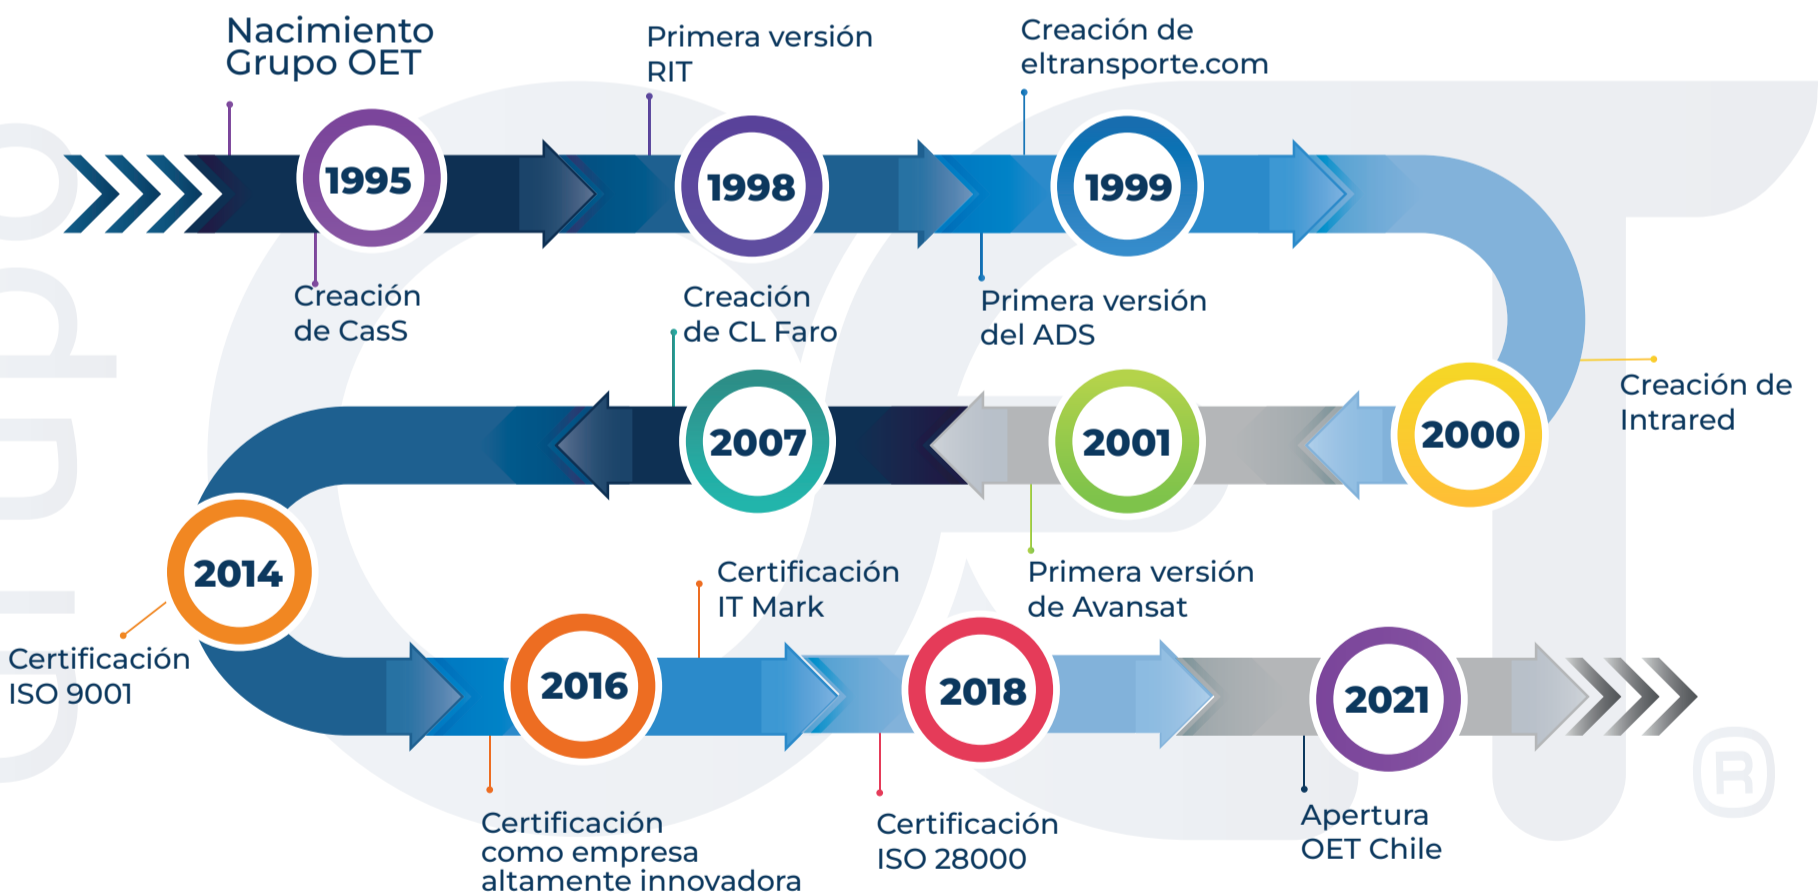 Nacimiento
Grupo OET
Primera versión
RIT
Creación de
eltransporte.com
1995
1998
1999
Creación
de CasS
Creación
de CL Faro
Primera versión
del ADS
Creación de
Intrared
2007
2001
2000
2014
Certificación
IT Mark
Primera versión
de Avansat
Certificación
ISO 9001
2016
2018
2021
Certificación
como empresa
altamente innovadora
Certificación
ISO 28000
Apertura
OET Chile
Grupo
OET
®